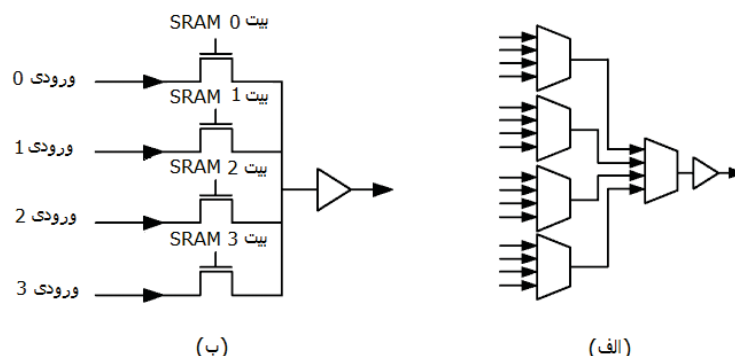 بیت 0 SRAM
ورودی 0
بیت 1 SRAM
ورودی 1
بیت 2 SRAM
ورودی 2
بیت 3 SRAM
ورودی 3
(الف)
(ب)